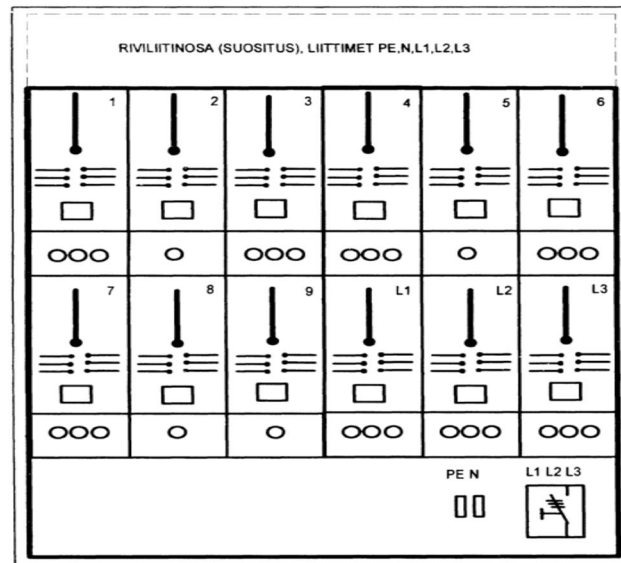 RIVILIITINOSA (SUOSITUS), LIITTIMET PE,N,L1,L2,L3
1 2 3 4 5 6
7 8 9 L1 L2 L3
PE N L1 L2 L3